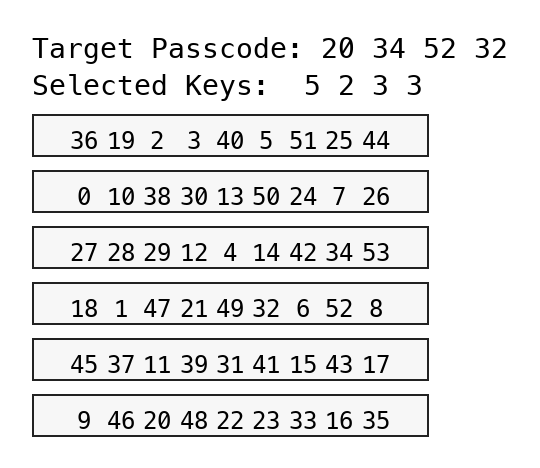 Target Passcode: 20 34 52 32
Selected Keys: 5 2 3 3
36 19 2 3 40 5 51 25 44
0 10 38 30 13 50 24 7 26
27 28 29 12 4 14 42 34 53
18 1 47 21 49 32 6 52 8
45 37 11 39 31 41 15 43 17
9 46 20 48 22 23 33 16 35